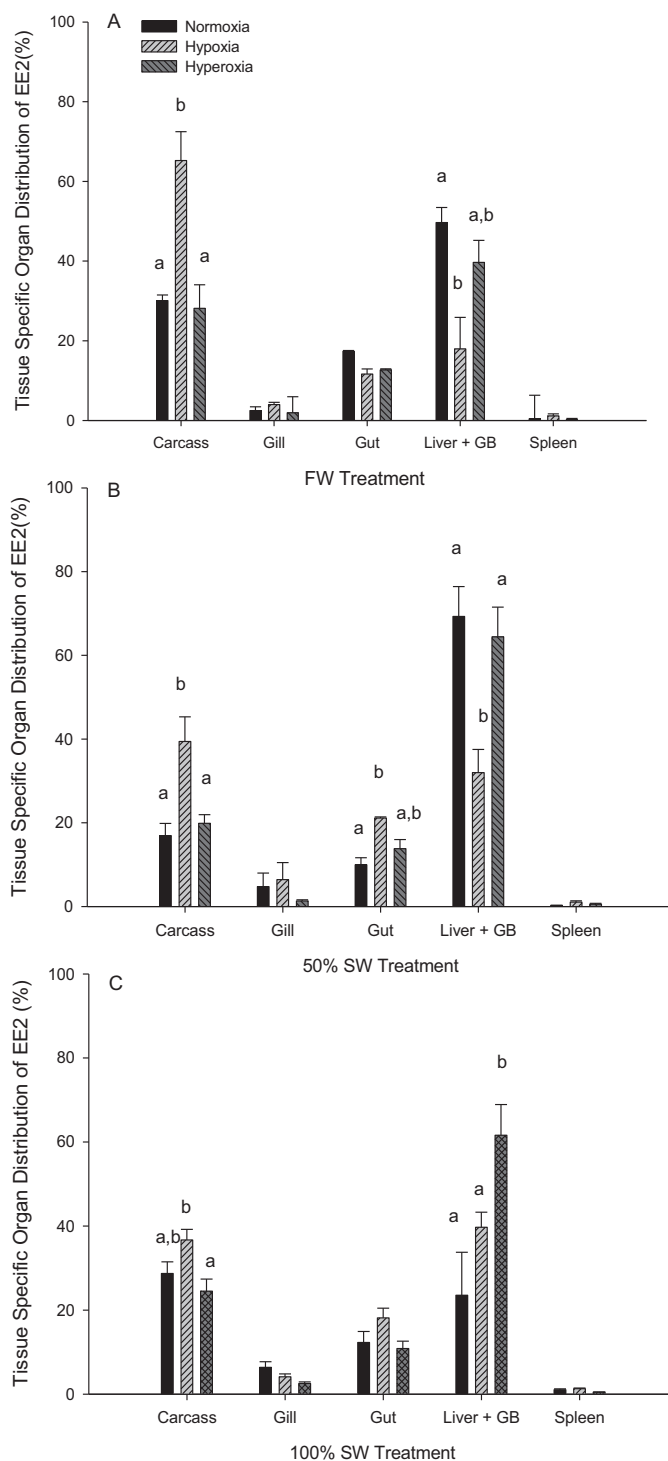 A
Normoxia
Hypoxia
Hyperoxia
Tissue Specific Organ Distribution of EE2(%)
100
80
60
40
20
0
a
b
a
a
b
a,b
Carcass
Gill
Gut
Liver + GB
Spleen
FW Treatment
B
Tissue Specific Organ Distribution of EE2(%)
100
80
60
40
20
0
a
b
a
a
b
a,b
a
b
a
Carcass
Gill
Gut
Liver + GB
Spleen
50% SW Treatment
C
Tissue Specific Organ Distribution of EE2 (%)
100
80
60
40
20
0
a,b
b
a
a
a
b
Carcass
Gill
Gut
Liver + GB
Spleen
100% SW Treatment